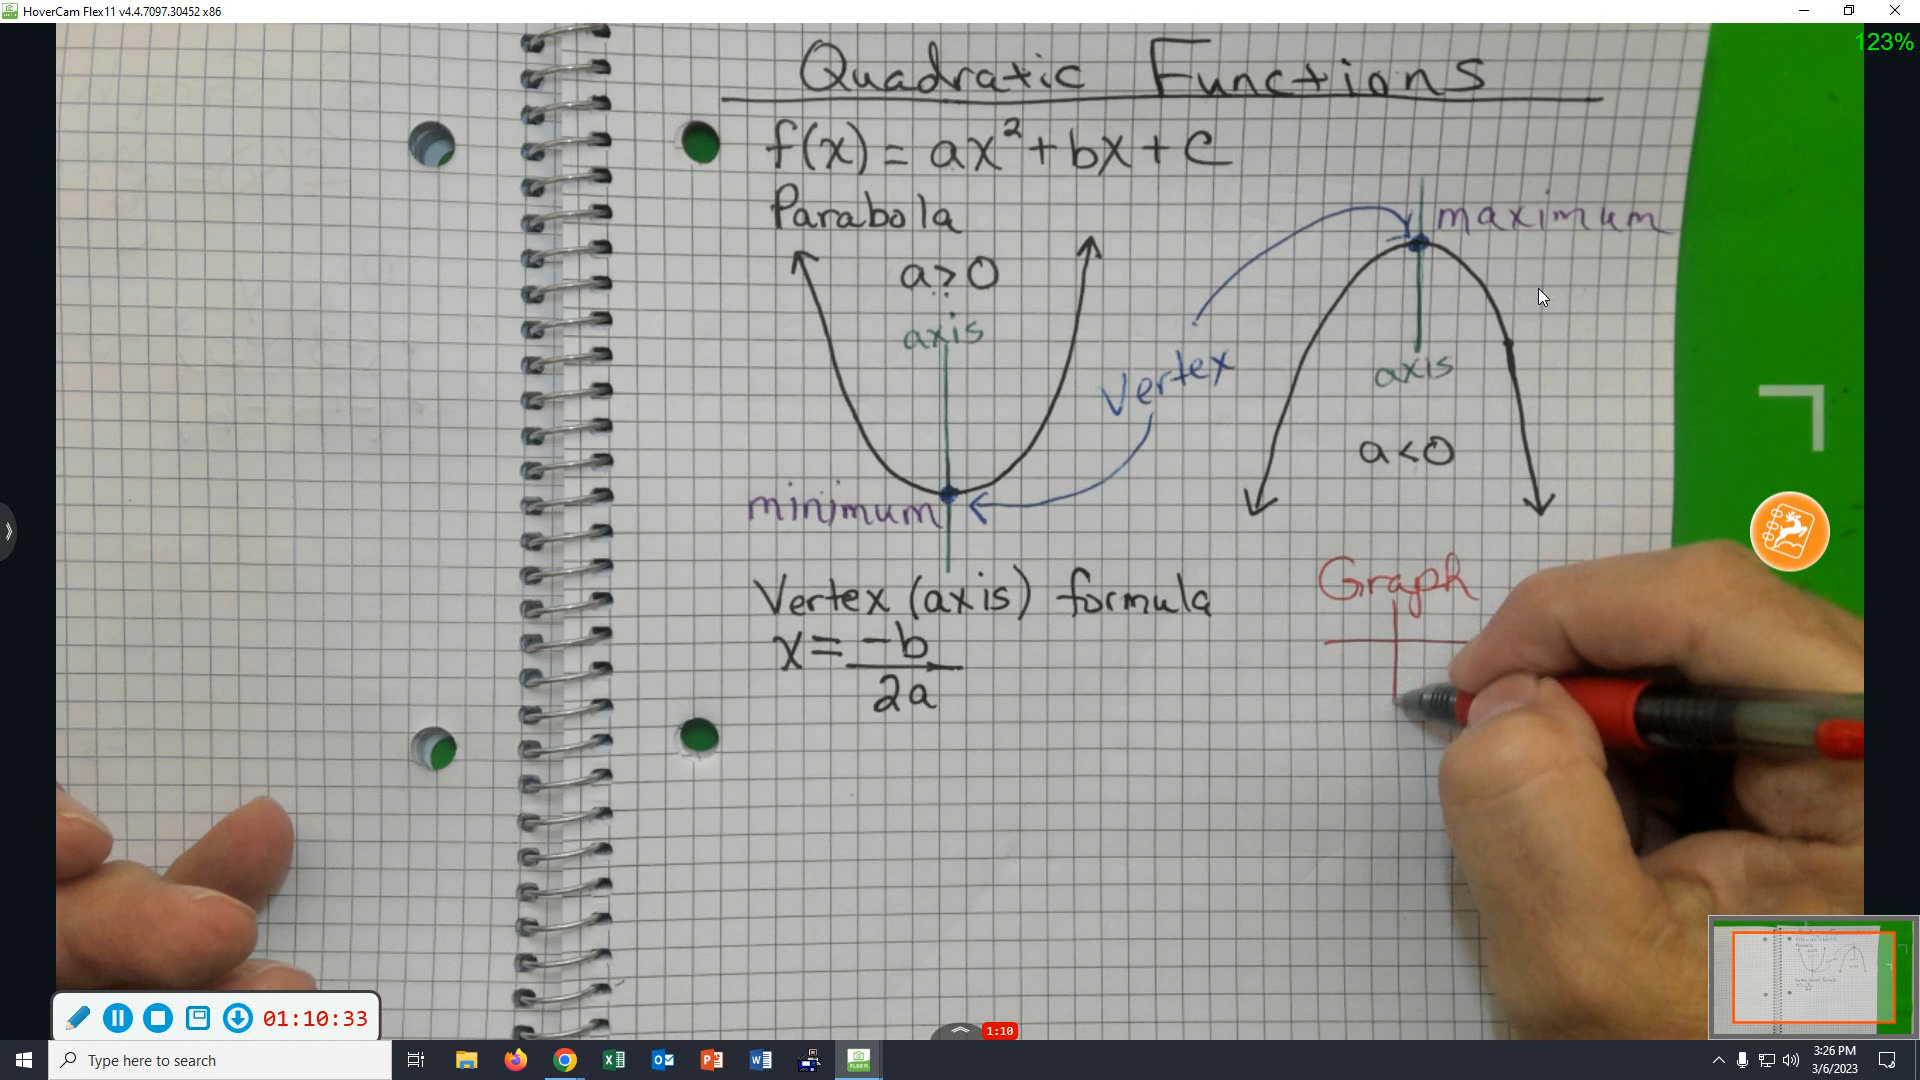 HoverCam Flex11 v4.4.7097.30452 x86
123%
Quadratic Functions
f(x) = ax²+bx+c
Parabola
maximum
a>0
axis
Vertex
axis
a<0
minimum
Graph
Vertex (axis) formula
x = -b
2a
01:10:33
1:10
Type here to search
3:26 PM
3/6/2023